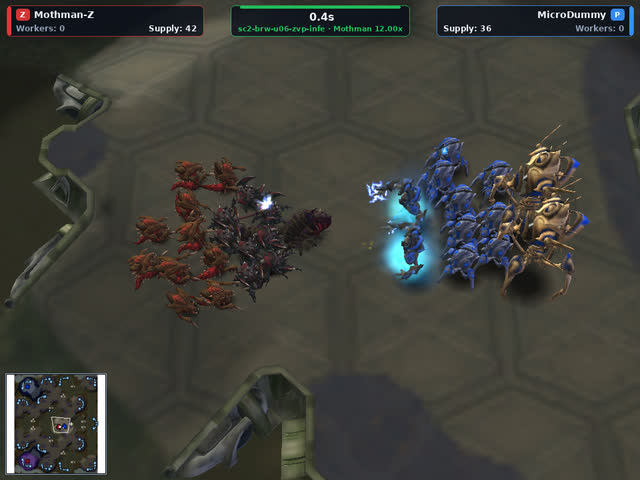 Z Mothman-Z
Workers: 0 Supply: 42
0.4s
sc2-brw-u06-zvp-infe · Mothman 12.00x
MicroDummy P
Supply: 36 Workers: 0